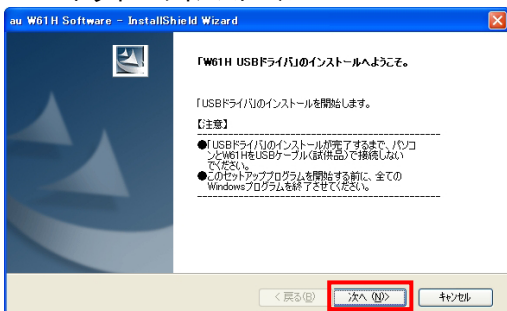 au W61H Software - InstallShield Wizard
「W61H USBドライバ」のインストールへようこそ。
「USBドライバ」のインストールを開始します。
【注意】
●「USBドライバ」のインストールが完了するまで、パソコ
ンとW61HをUSBケーブル(試供品)で接続しない
でください。
●このセットアッププログラムを開始する前に、全ての
Windowsプログラムを終了させてください。
< 戻る(B)
次へ (N)>
キャンセル